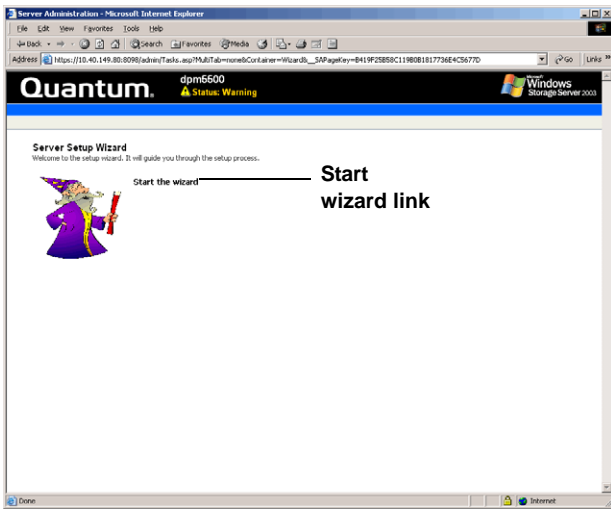 Server Administration - Microsoft Internet Explorer
File Edit View Favorites Tools Help
Back Search Favorites Media
Address https://10.40.149.80:8098/admin/Tasks.asp?MultiTab=none&Container=Wizard&__SAPageKey=B419F25B58C119B0B1817736E4C5677D Go Links »
Quantum.
dpm5500
Status: Warning
Microsoft
Windows
Storage Server 2003
Server Setup Wizard
Welcome to the setup wizard. It will guide you through the setup process.
Start the wizard
Start
wizard link
Done
Internet